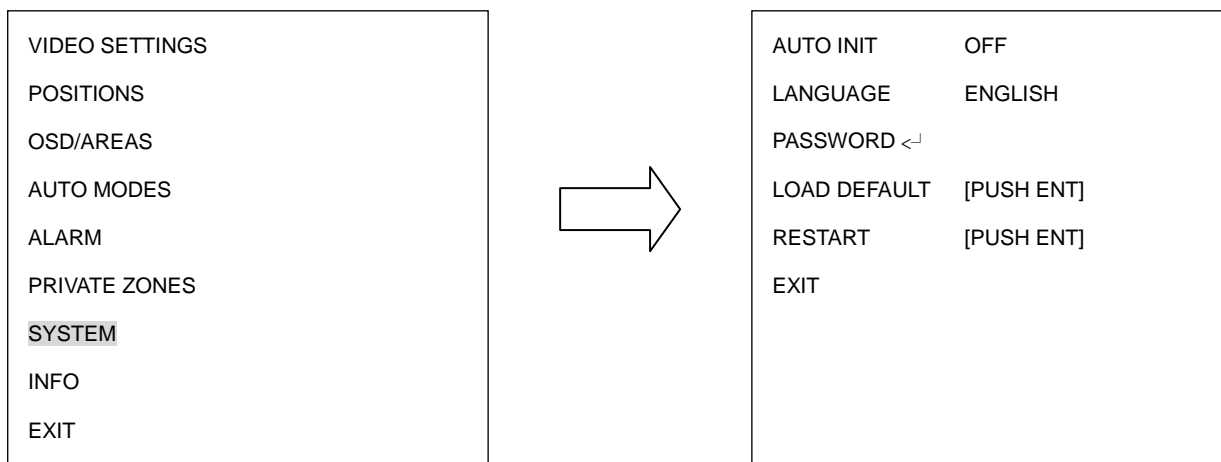 VIDEO SETTINGS
POSITIONS
OSD/AREAS
AUTO MODES
ALARM
PRIVATE ZONES
SYSTEM
INFO
EXIT
AUTO INIT OFF
LANGUAGE ENGLISH
PASSWORD <┘
LOAD DEFAULT [PUSH ENT]
RESTART [PUSH ENT]
EXIT